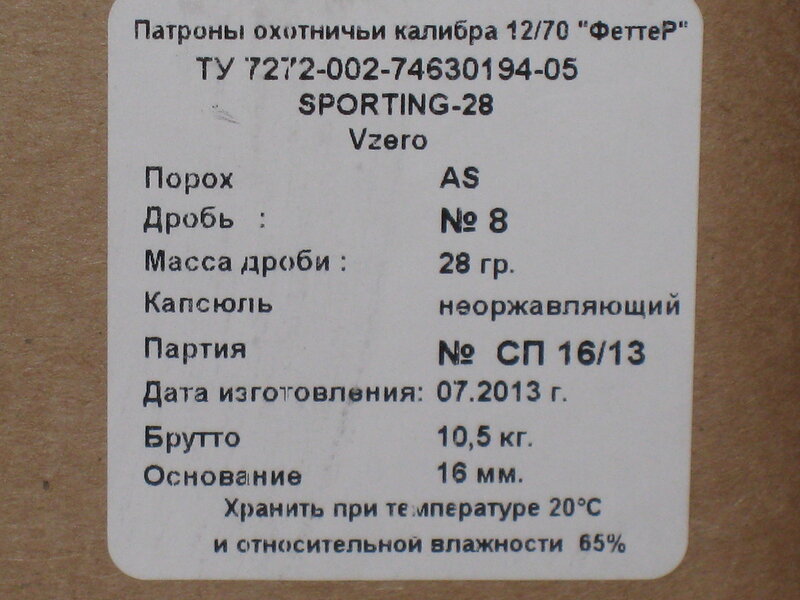 Патроны охотничьи калибра 12/70 "ФеттеР"
ТУ 7272-002-74630194-05
SPORTING-28
Vzero
Порох AS
Дробь : № 8
Масса дроби : 28 гр.
Капсюль неоржавляющий
Партия № СП 16/13
Дата изготовления: 07.2013 г.
Брутто 10,5 кг.
Основание 16 мм.
Хранить при температуре 20°С
и относительной влажности 65%